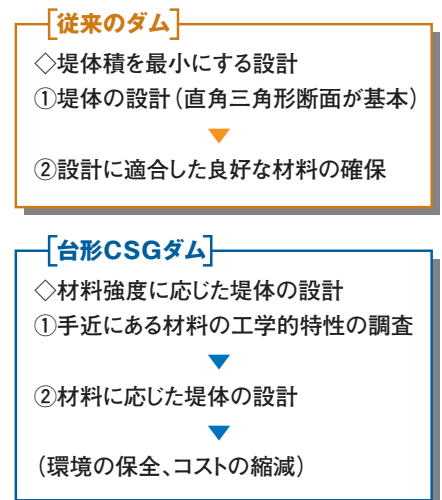 [従来のダム]
◇堤体積を最小にする設計
①堤体の設計(直角三角形断面が基本)
▼
②設計に適合した良好な材料の確保
[台形CSGダム]
◇材料強度に応じた堤体の設計
①手近にある材料の工学的特性の調査
▼
②材料に応じた堤体の設計
▼
(環境の保全、コストの縮減)